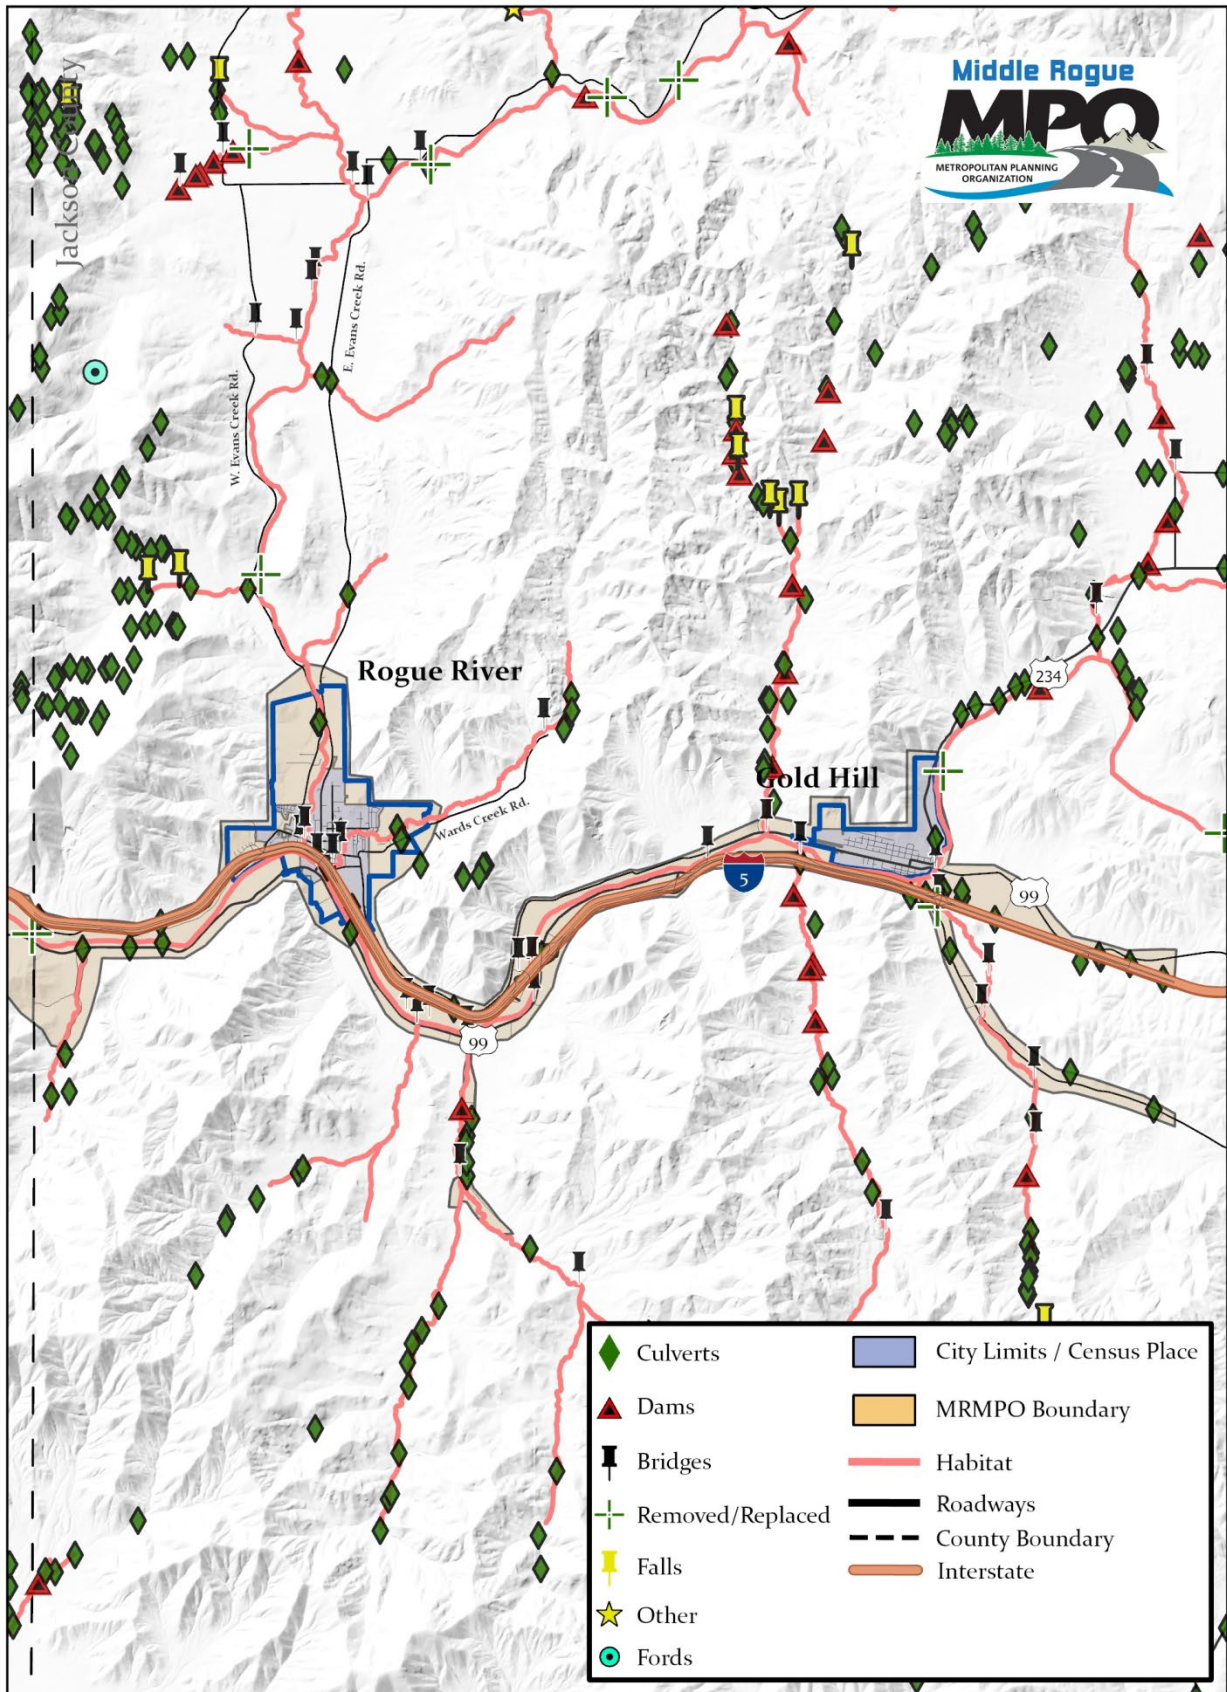 Middle Rogue
MPO
METROPOLITAN PLANNING
ORGANIZATION
Jackson County
E. Evans Creek Rd.
W. Evans Creek Rd.
Rogue River
234
Gold Hill
Wards Creek Rd.
5
99
99
Culverts
Dams
Bridges
Removed/Replaced
Falls
Other
Fords
City Limits / Census Place
MRMPO Boundary
Habitat
Roadways
County Boundary
Interstate